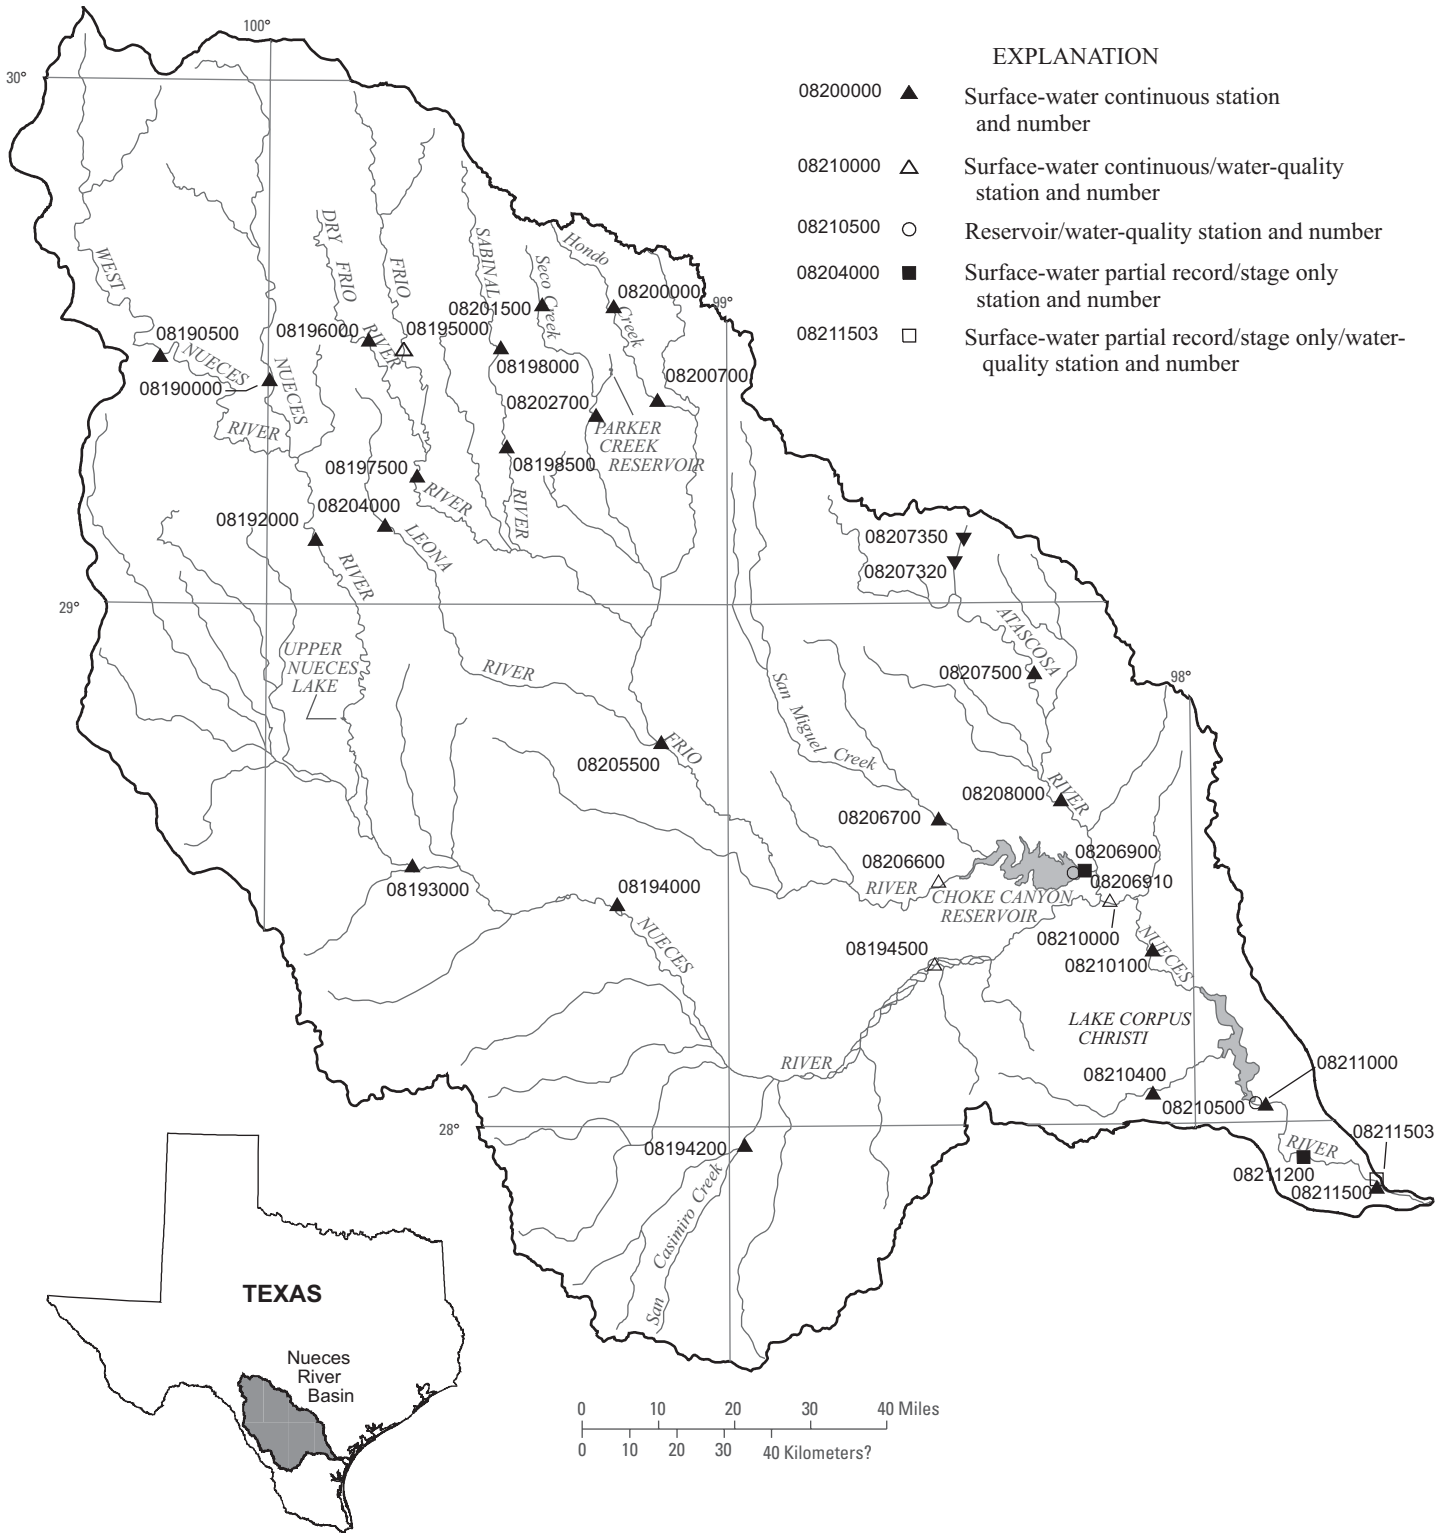 100°
30°
EXPLANATION
08200000
Surface-water continuous station
and number
08210000
Surface-water continuous/water-quality
station and number
08210500
Reservoir/water-quality station and number
08204000
Surface-water partial record/stage only
station and number
08211503
Surface-water partial record/stage only/water-
quality station and number
WEST
NUECES
RIVER
DRY
FRIO
RIVER
FRIO
SABINAL
RIVER
Seco Creek
Hondo
Creek
99°
08190500
08196000
08195000
08201500
08200000
08190000
NUECES
08198000
08200700
08202700
PARKER
CREEK
RESERVOIR
08198500
08197500
RIVER
08204000
08192000
LEONA
RIVER
08207350
08207320
29°
ATASCOSA
UPPER
NUECES
LAKE
RIVER
08207500
98°
San Miguel Creek
FRIO
08205500
08208000
RIVER
08206700
08206900
08206600
08206910
RIVER
CHOKE CANYON
RESERVOIR
08193000
08194000
NUECES
08210000
08194500
NUECES
08210100
LAKE CORPUS
CHRISTI
RIVER
08211000
08210400
08210500
28°
08211503
08194200
RIVER
08211200
08211500
San Casimiro Creek
TEXAS
Nueces
River
Basin
0 10 20 30 40 Miles
0 10 20 30 40 Kilometers?